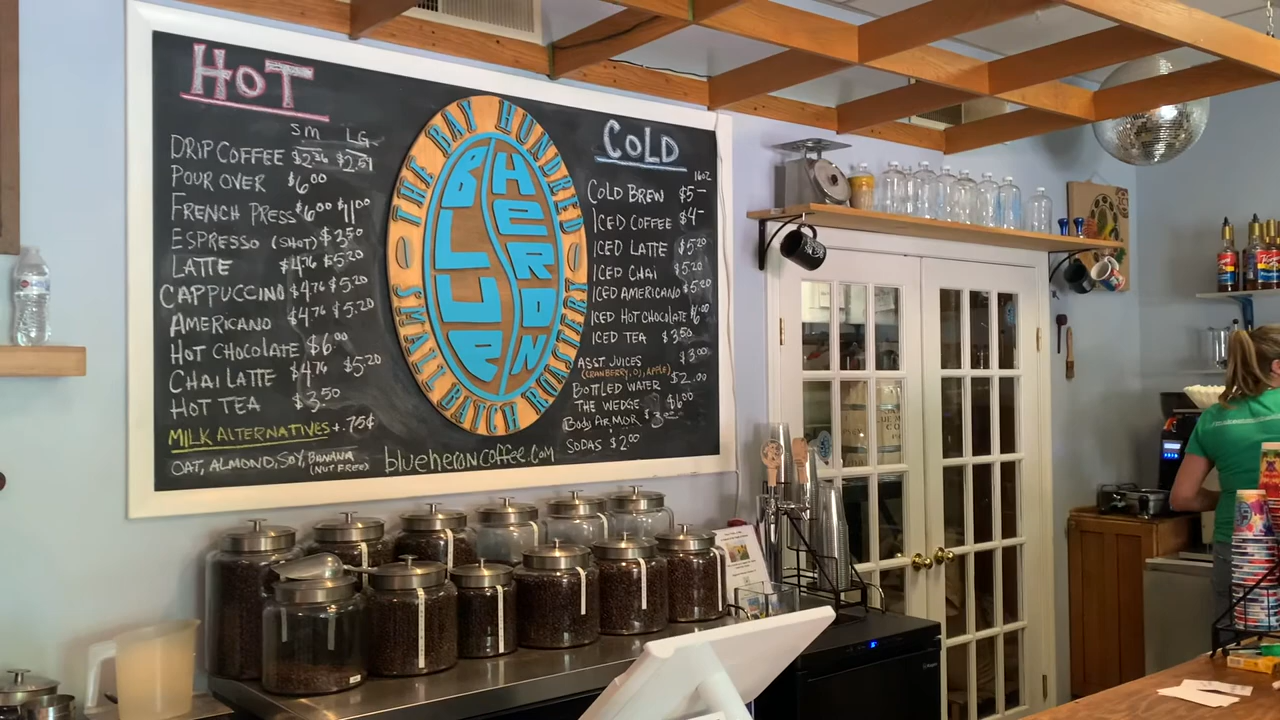 HOT
SM LG
DRIP COFFEE $2.36 $2.59
POUR OVER $6.00
FRENCH PRESS $6.00 $11.00
ESPRESSO (SHOT) $3.50
LATTE $4.76 $5.20
CAPPUCCINO $4.76 $5.20
AMERICANO $4.76 $5.20
HOT CHOCOLATE $6.00
CHAI LATTE $4.76 $5.20
HOT TEA $3.50
MILK ALTERNATIVES +.75¢
OAT, ALMOND, SOY, BANANA
(NUT FREE)
THE BAY HUNDRED
BLUE HERON
SMALL BATCH ROASTERY
blueheroncoffee.com
COLD
16oz
COLD BREW $5-
ICED COFFEE $4-
ICED LATTE $5.20
ICED CHAI $5.20
ICED AMERICANO $5.20
ICED HOT CHOCOLATE $6.00
ICED TEA $3.50
ASST. JUICES $3.00
(CRANBERRY, OJ, APPLE)
BOTTLED WATER $2.00
THE WEDGE $6.00
BODY ARMOR $3.00
SODAS $2.00